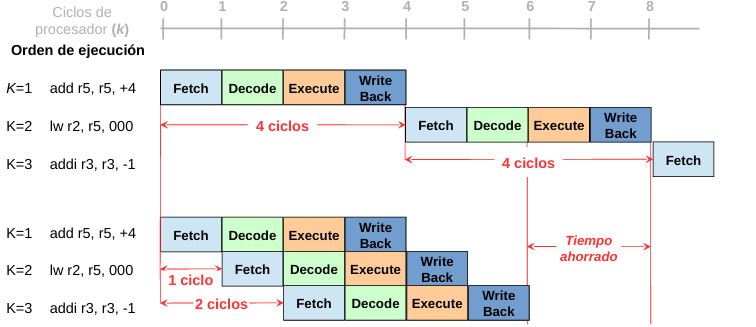 Ciclos de
procesador (k)
0 1 2 3 4 5 6 7 8
Orden de ejecución
K=1 add r5, r5, +4 Fetch Decode Execute Write
Back
K=2 lw r2, r5, 000 4 ciclos Fetch Decode Execute Write
Back
K=3 addi r3, r3, -1 4 ciclos Fetch
K=1 add r5, r5, +4 Fetch Decode Execute Write
Back
Tiempo
ahorrado
K=2 lw r2, r5, 000 1 ciclo Fetch Decode Execute Write
Back
K=3 addi r3, r3, -1 2 ciclos Fetch Decode Execute Write
Back